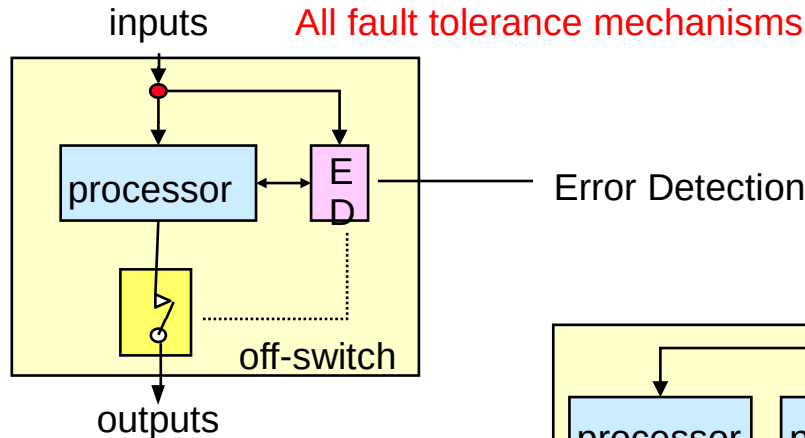 inputs
All fault tolerance mechanisms
processor
E
D
Error Detection
off-switch
outputs
processor